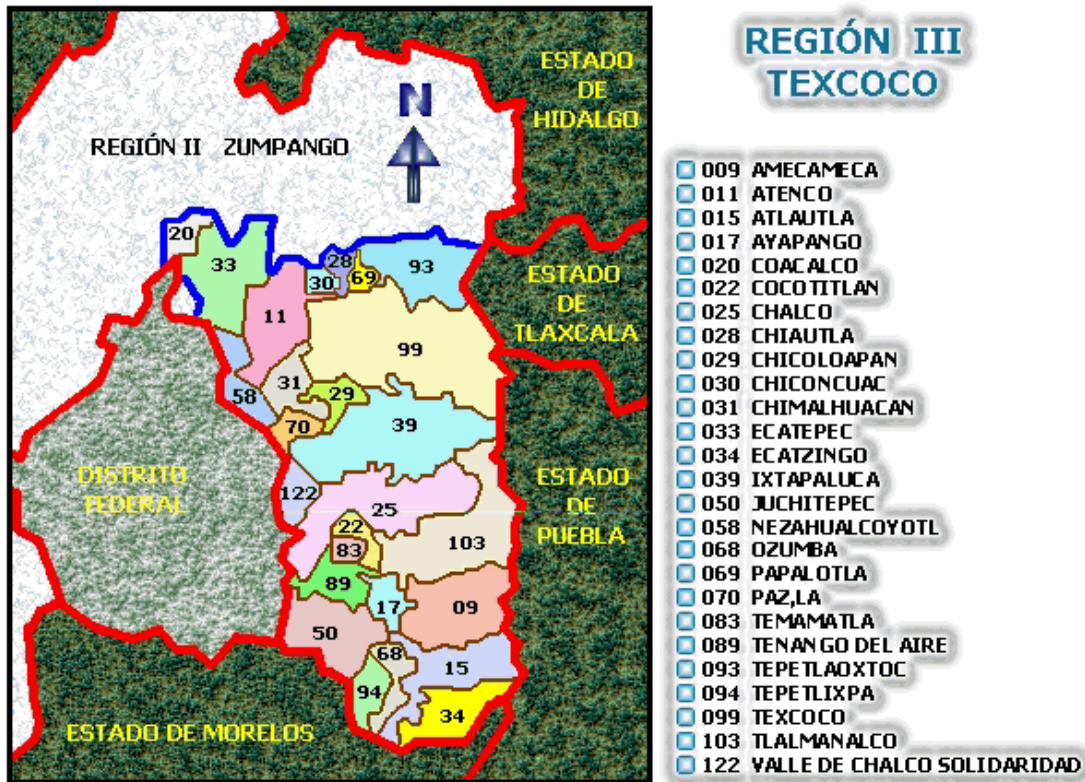 REGIÓN III
TEXCOCO
ESTADO
DE
HIDALGO
N
REGIÓN II ZUMPANGO
20
33
28
30
69
93
11
ESTADO
DE
TLAXCALA
99
31
29
58
70
39
DISTRITO
FEDERAL
122
25
ESTADO
DE
PUEBLA
22
83
103
89
17
09
50
68
15
94
34
ESTADO DE MORELOS
009 AMECAMECA
011 ATENCO
015 ATLAUTLA
017 AYAPANGO
020 COACALCO
022 COCOTITLAN
025 CHALCO
028 CHIAUTLA
029 CHICOLOAPAN
030 CHICONCUAC
031 CHIMALHUACAN
033 ECATEPEC
034 ECATZINGO
039 IXTAPALUCA
050 JUCHITEPEC
058 NEZAHUALCOYOTL
068 OZUMBA
069 PAPALOTLA
070 PAZ,LA
083 TEMAMATLA
089 TENANGO DEL AIRE
093 TEPETLAOXTOC
094 TEPETLIXPA
099 TEXCOCO
103 TLALMANALCO
122 VALLE DE CHALCO SOLIDARIDAD